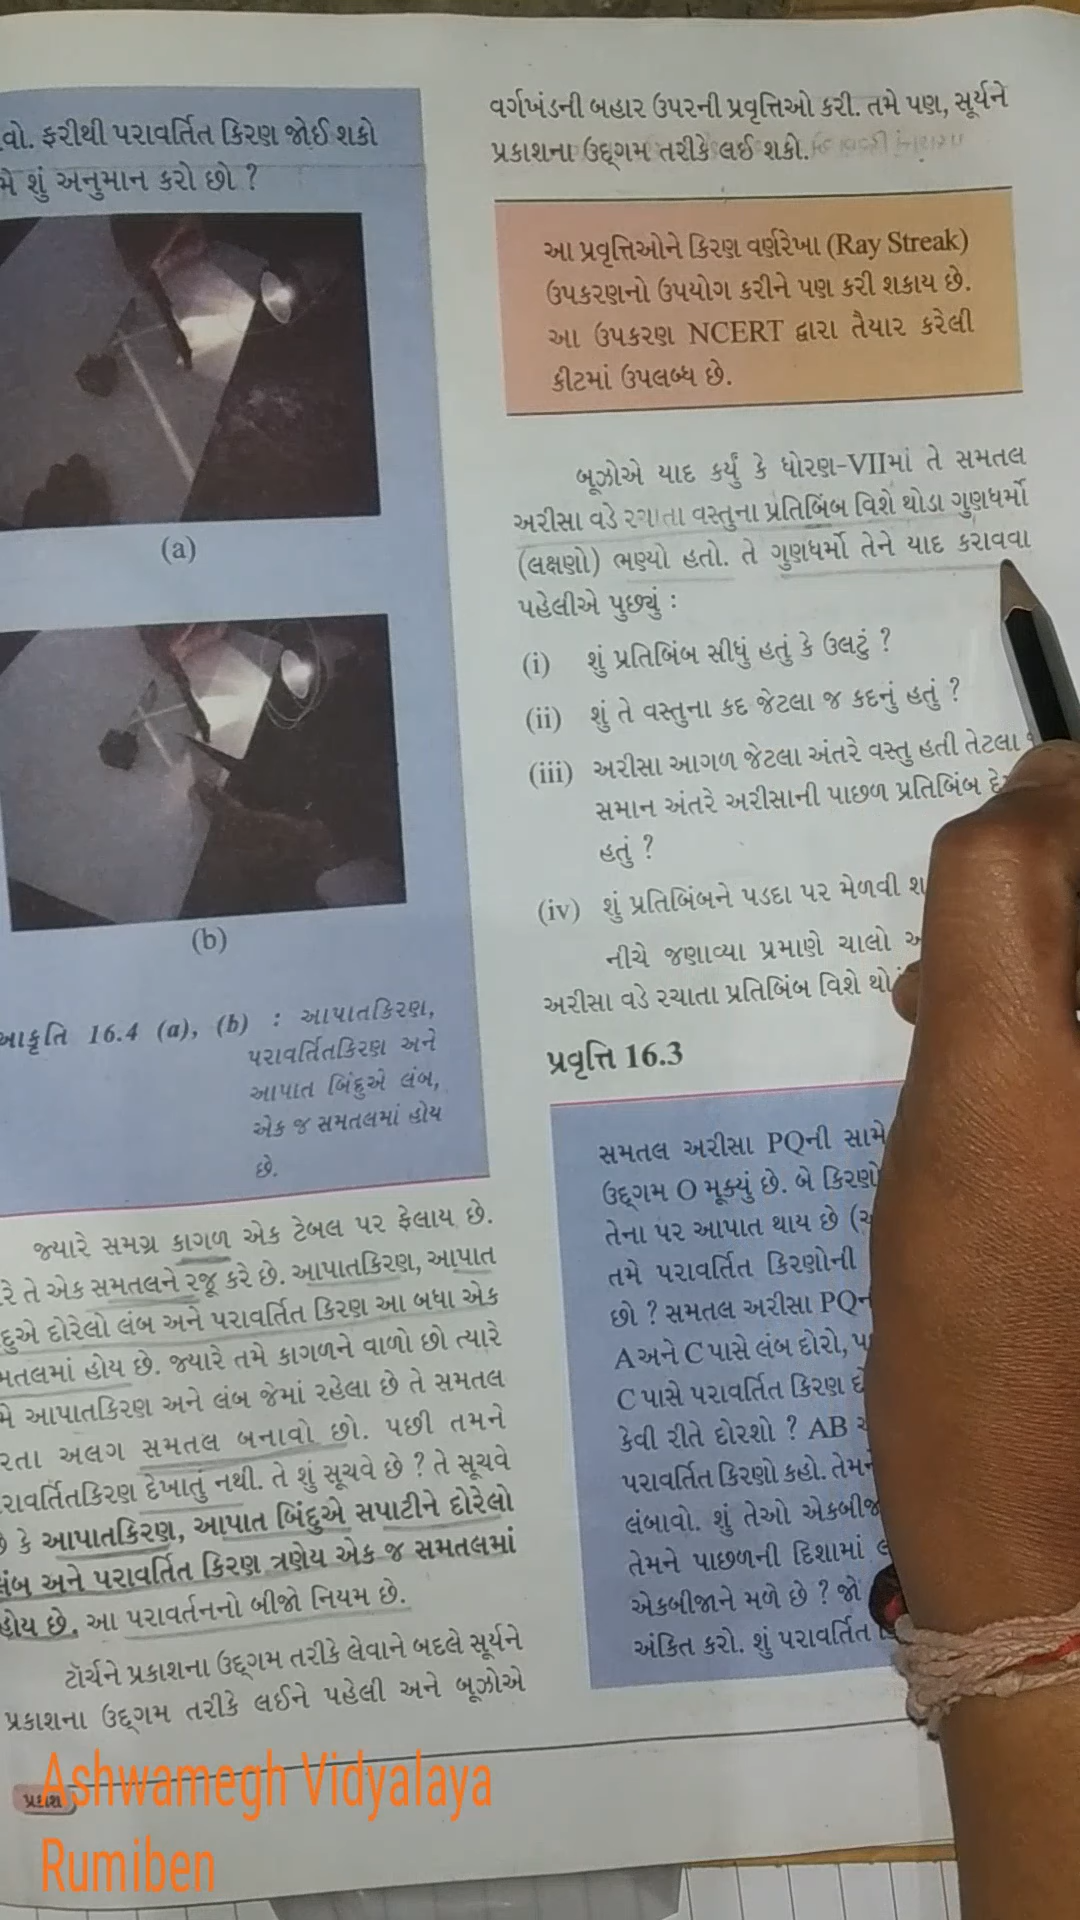 વો. ફરીથી પરાવર્તિત કિરણ જોઈ શકો
મે શું અનુમાન કરો છો ?
(a)
(b)
આકૃતિ 16.4 (a), (b) : આપાતકિરણ,
પરાવર્તિતકિરણ અને
આપાત બિંદુએ લંબ,
એક જ સમતલમાં હોય
છે.
જ્યારે સમગ્ર કાગળ એક ટેબલ પર ફેલાય છે.
રે તે એક સમતલને રજૂ કરે છે. આપાતકિરણ, આપાત
દુએ દોરેલો લંબ અને પરાવર્તિત કિરણ આ બધા એક
મતલમાં હોય છે. જ્યારે તમે કાગળને વાળો છો ત્યારે
મે આપાતકિરણ અને લંબ જેમાં રહેલા છે તે સમતલ
રતા અલગ સમતલ બનાવો છો. પછી તમને
રાવર્તિતકિરણ દેખાતું નથી. તે શું સૂચવે છે ? તે સૂચવે
છે કે આપાતકિરણ, આપાત બિંદુએ સપાટીને દોરેલો
લંબ અને પરાવર્તિત કિરણ ત્રણેય એક જ સમતલમાં
હોય છે. આ પરાવર્તનનો બીજો નિયમ છે.
ટૉર્ચને પ્રકાશના ઉદ્ગમ તરીકે લેવાને બદલે સૂર્યને
પ્રકાશના ઉદ્ગમ તરીકે લઈને પહેલી અને બૂઝોએ
વર્ગખંડની બહાર ઉપરની પ્રવૃત્તિઓ કરી. તમે પણ, સૂર્યને
પ્રકાશના ઉદ્ગમ તરીકે લઈ શકો.
આ પ્રવૃત્તિઓને કિરણ વર્ણરેખા (Ray Streak)
ઉપકરણનો ઉપયોગ કરીને પણ કરી શકાય છે.
આ ઉપકરણ NCERT દ્વારા તૈયાર કરેલી
કીટમાં ઉપલબ્ધ છે.
બૂઝોએ યાદ કર્યું કે ધોરણ-VIIમાં તે સમતલ
અરીસા વડે રચાતા વસ્તુના પ્રતિબિંબ વિશે થોડા ગુણધર્મો
(લક્ષણો) ભણ્યો હતો. તે ગુણધર્મો તેને યાદ કરાવવા
પહેલીએ પુછ્યું :
(i) શું પ્રતિબિંબ સીધું હતું કે ઉલટું ?
(ii) શું તે વસ્તુના કદ જેટલા જ કદનું હતું ?
(iii) અરીસા આગળ જેટલા અંતરે વસ્તુ હતી તેટલા
સમાન અંતરે અરીસાની પાછળ પ્રતિબિંબ
હતું ?
(iv) શું પ્રતિબિંબને પડદા પર મેળવી શ
નીચે જણાવ્યા પ્રમાણે ચાલો
અરીસા વડે રચાતા પ્રતિબિંબ વિશે
પ્રવૃત્તિ 16.3
સમતલ અરીસા PQની સામે
ઉદ્ગમ O મૂક્યું છે. બે કિરણો
તેના પર આપાત થાય છે
તમે પરાવર્તિત કિરણોની
છો ? સમતલ અરીસા PQન
A અને C પાસે લંબ દોરો,
C પાસે પરાવર્તિત કિરણ
કેવી રીતે દોરશો ? AB
પરાવર્તિત કિરણો કહો. તેમન
લંબાવો. શું તેઓ એકબીજ
તેમને પાછળની દિશામાં
એકબીજાને મળે છે ? જો
અંકિત કરો. શું પરાવર્તિત
પ્રકાશ
Ashwamegh Vidyalaya
Rumiben